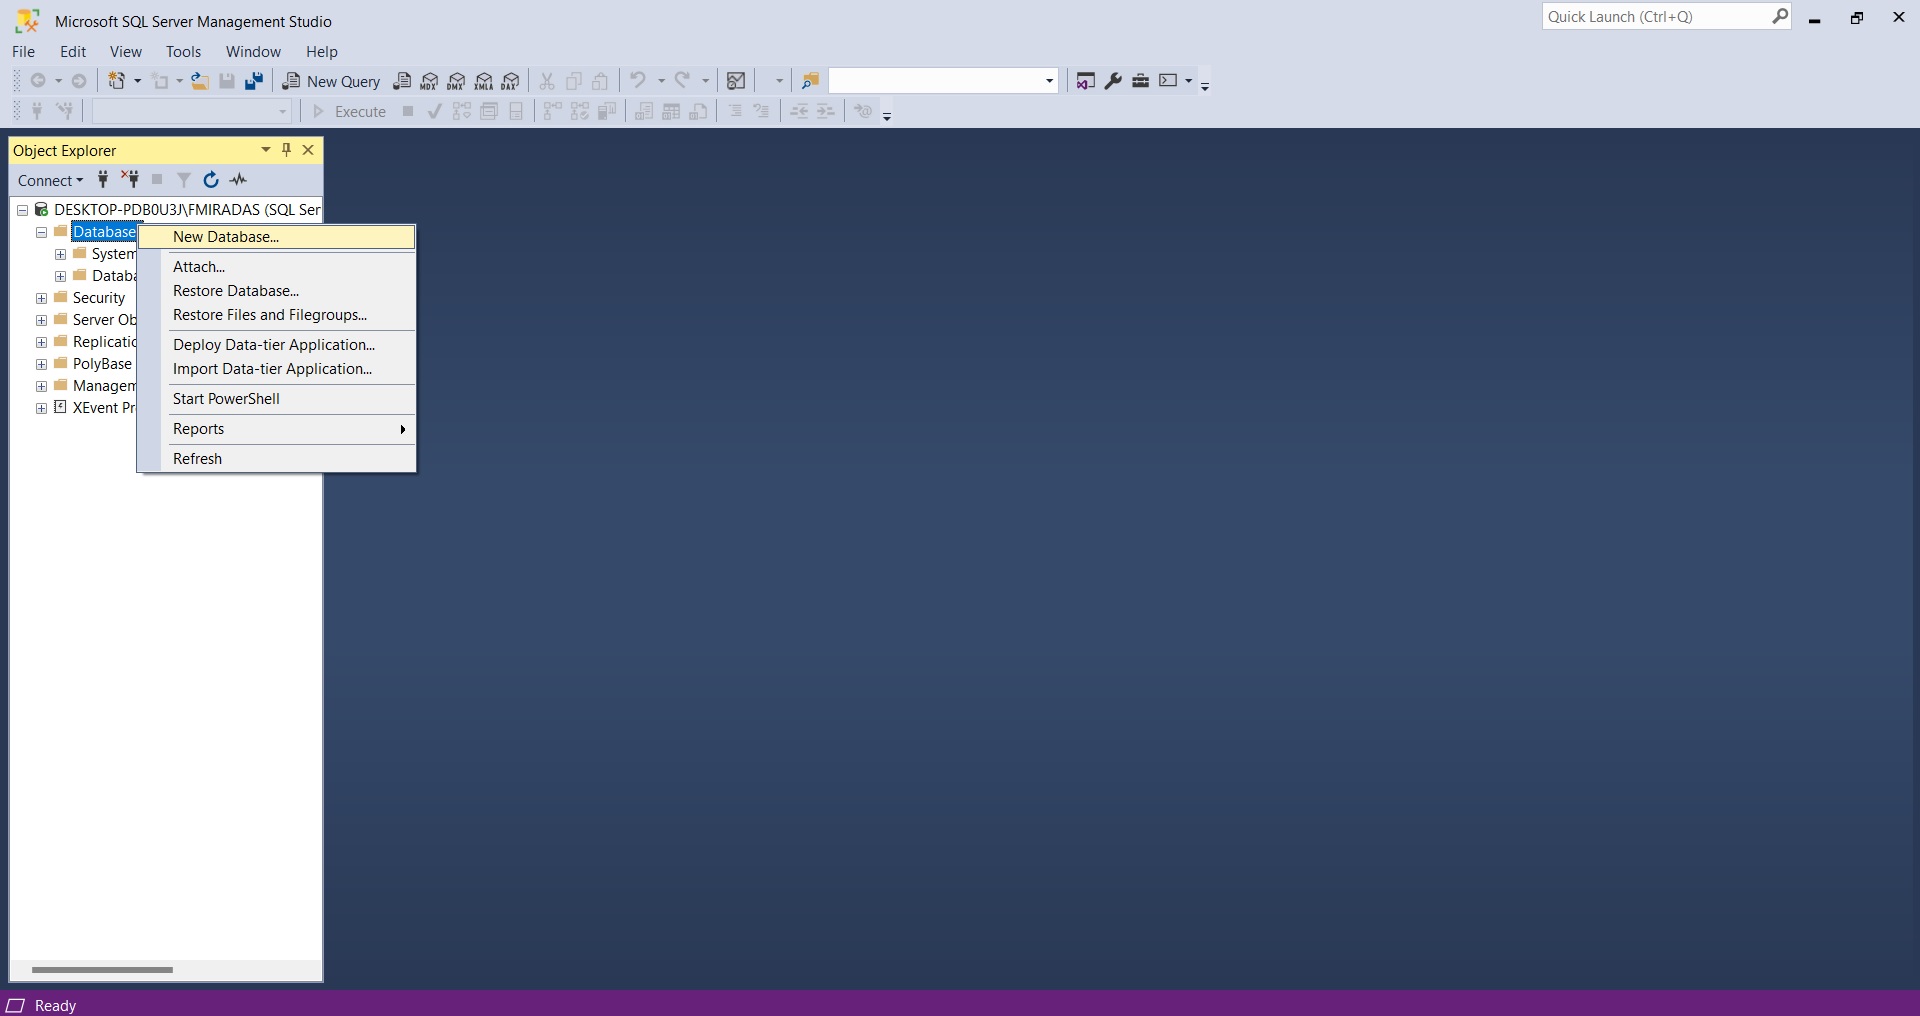 Microsoft SQL Server Management Studio
Quick Launch (Ctrl+Q)
File Edit View Tools Window Help
New Query MDX DMX XMLA DAX
Execute
Object Explorer
Connect
DESKTOP-PDB0U3J\FMIRADAS (SQL Ser
Database
System
Databa
Security
Server Ob
Replicatio
PolyBase
Managem
XEvent Pr
New Database...
Attach...
Restore Database...
Restore Files and Filegroups...
Deploy Data-tier Application...
Import Data-tier Application...
Start PowerShell
Reports
Refresh
Ready